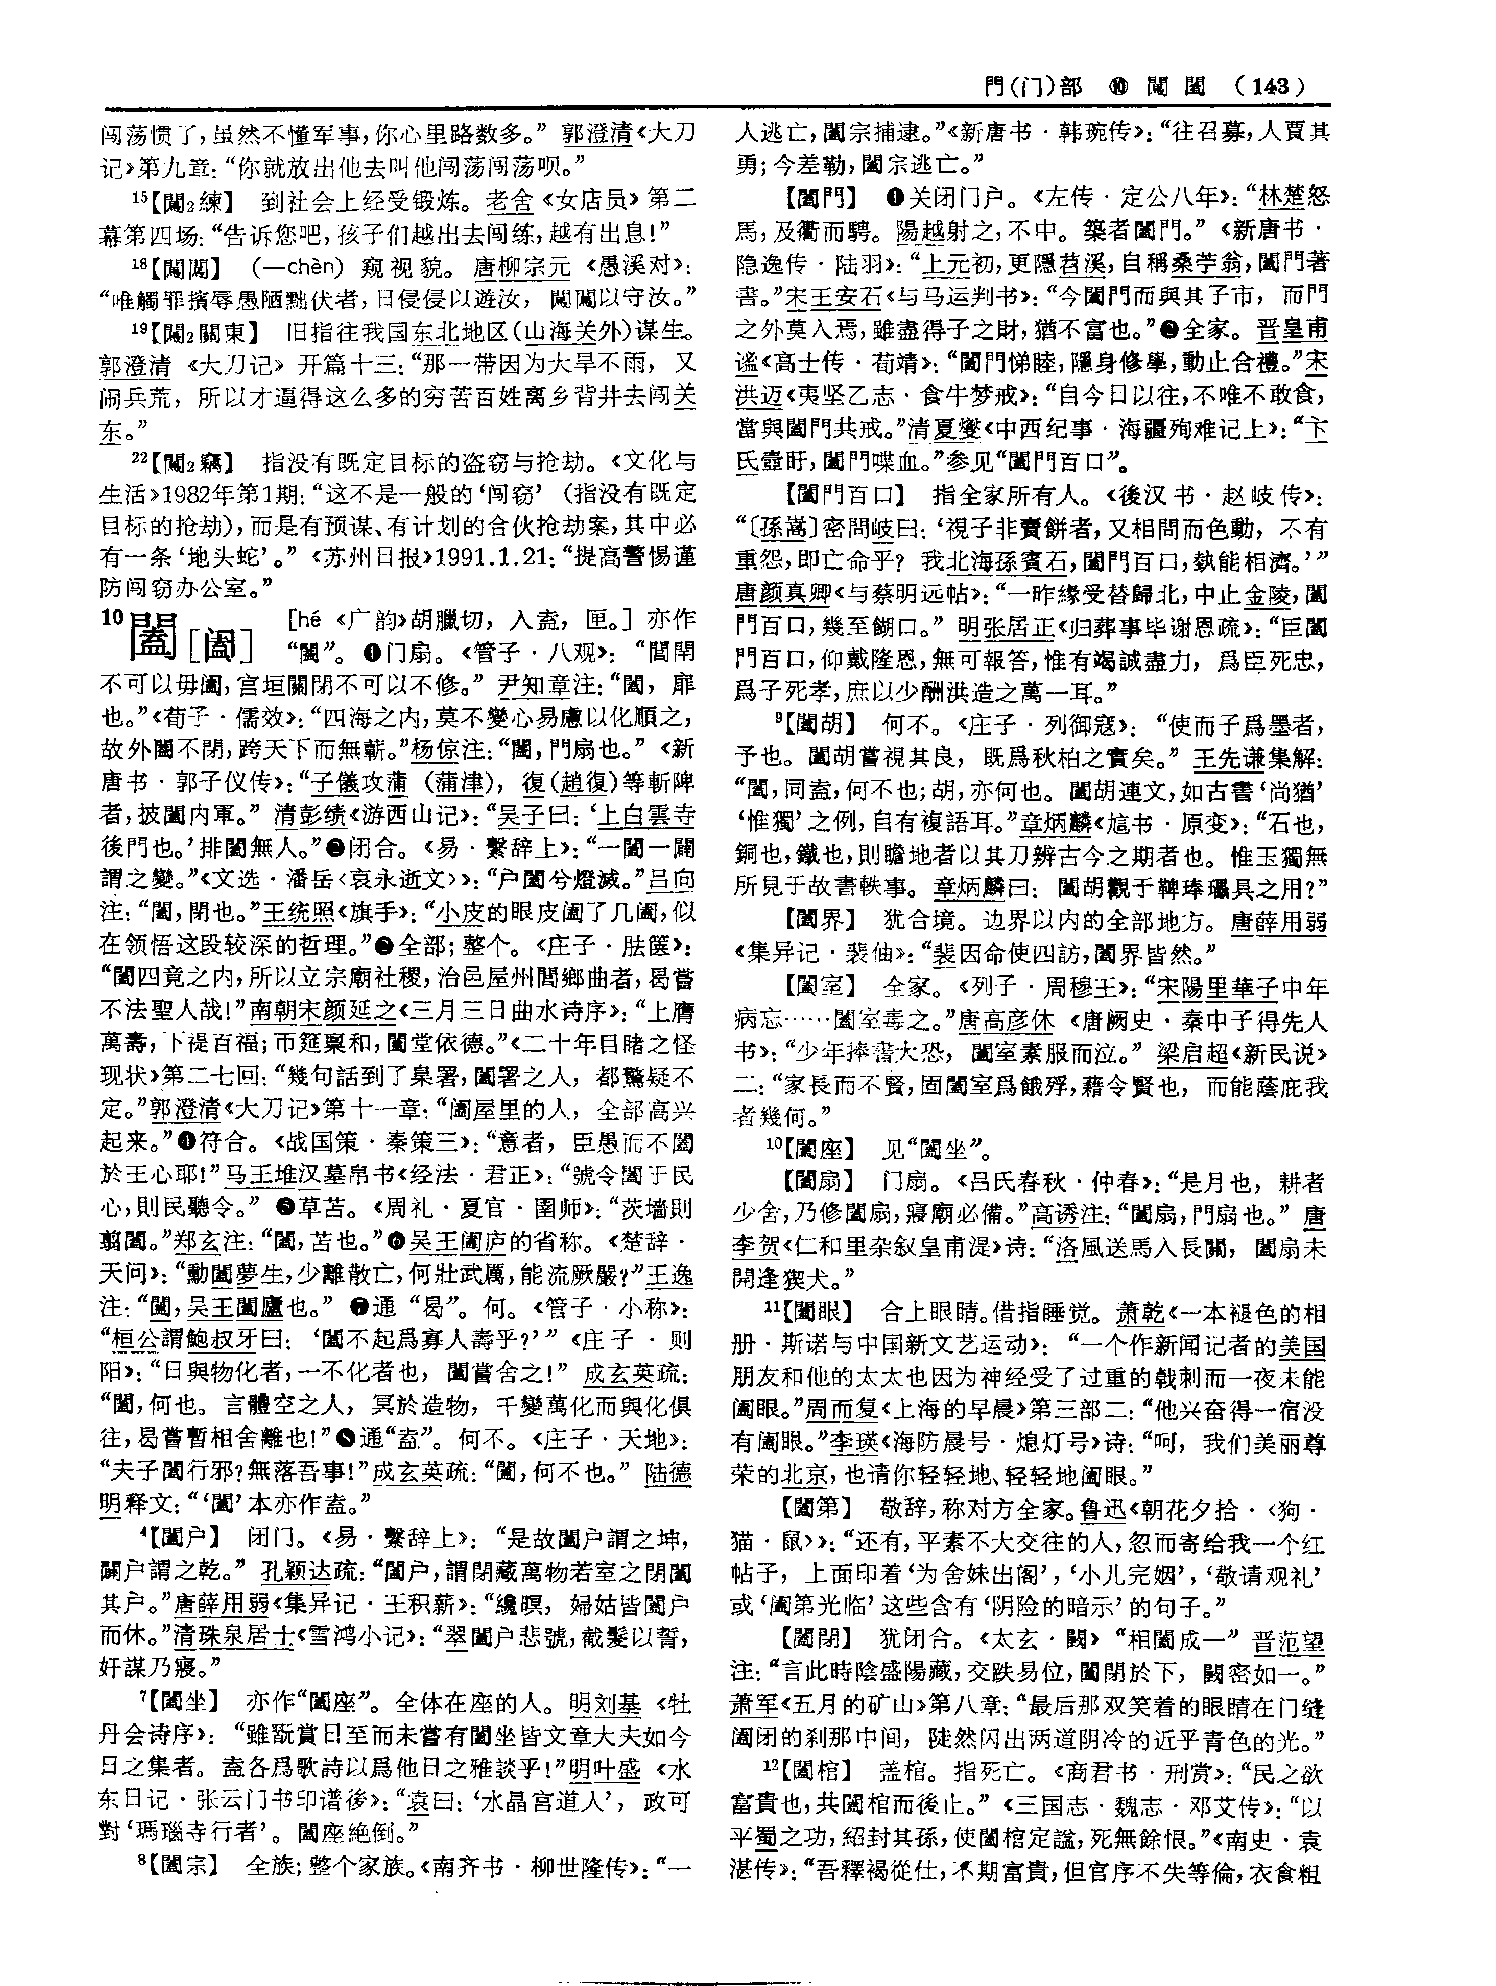 門(门)部 ⑩ 闖 闔 (143)
闯荡惯了,虽然不懂军事,你心里路数多。” 郭澄清《大刀
记》第九章:“你就放出他去叫他闯荡闯荡呗。”
15【闖2練】 到社会上经受锻炼。老舍《女店员》第二
幕第四场:“告诉您吧,孩子们越出去闯练,越有出息!”
18【闖闖】 (—chèn) 窥视貌。唐柳宗元《愚溪对》:
“唯觸罪擯辱愚陋黜伏者,日侵侵以遊汝, 闖闖以守汝。”
19【闖2關東】 旧指往我国东北地区(山海关外)谋生。
郭澄清《大刀记》开篇十三:“那一带因为大旱不雨, 又
闹兵荒, 所以才逼得这么多的穷苦百姓离乡背井去闯关
东。”
22【闖2竊】 指没有既定目标的盗窃与抢劫。《文化与
生活》1982年第1期:“这不是一般的‘闯窃’(指没有既定
目标的抢劫),而是有预谋、有计划的合伙抢劫案,其中必
有一条‘地头蛇’。”《苏州日报》1991.1.21:“提高警惕谨
防闯窃办公室。”
10 闔[阖] [hé《广韵》胡臘切, 入盍, 匣。] 亦作
“闔”。❶门扇。《管子·八观》: “閭閈
不可以毋闔,宫垣關閉不可以不修。” 尹知章注:“闔, 扉
也。”《荀子·儒效》:“四海之内,莫不變心易慮以化順之,
故外闔不閉,跨天下而無蘄。”杨倞注:“闔,門扇也。”《新
唐书·郭子仪传》:“子儀攻蒲(蒲津), 復(趙復)等斬陴
者,披闔内軍。” 清彭绩《游西山记》:“吴子曰:‘上白雲寺
後門也。’排闔無人。”❷闭合。《易·繫辞上》:“一闔一闢
謂之變。”《文选·潘岳〈哀永逝文〉》:“户闔兮燈滅。”吕向
注:“闔,閉也。”王统照《旗手》:“小皮的眼皮阖了几阖,似
在领悟这段较深的哲理。”❸全部;整个。《庄子·胠箧》:
“闔四竟之内,所以立宗廟社稷,治邑屋州閭鄉曲者,曷嘗
不法聖人哉!”南朝宋颜延之《三月三日曲水诗序》:“上膺
萬壽,下禔百福;帀筵稟和,闔堂依德。”《二十年目睹之怪
现状》第二七回:“幾句話到了臬署,闔署之人, 都驚疑不
定。”郭澄清《大刀记》第十一章:“阖屋里的人, 全部高兴
起来。”❹符合。《战国策·秦策三》:“意者, 臣愚而不闔
於王心耶!”马王堆汉墓帛书《经法·君正》:“號令闔于民
心,則民聽令。” ❺草苫。《周礼·夏官·圉师》:“茨墙則
翦闔。”郑玄注:“闔,苫也。”❻吴王阖庐的省称。《楚辞·
天问》:“勳闔夢生,少離散亡,何壯武厲,能流厥嚴?”王逸
注:“闔,吴王闔廬也。” ❼通“曷”。何。《管子·小称》:
“桓公謂鮑叔牙曰:‘闔不起爲寡人壽乎?’”《庄子·则
阳》:“日與物化者,一不化者也, 闔嘗舍之!” 成玄英疏:
“闔,何也。言體空之人, 冥於造物, 千變萬化而與化俱
往,曷嘗暫相舍離也!”❽通“盍”。何不。《庄子·天地》:
“夫子闔行邪?無落吾事!”成玄英疏:“闔,何不也。” 陆德
明释文:“‘闔’本亦作盍。”
4【闔户】 闭门。《易·繫辞上》: “是故闔户謂之坤,
闢户謂之乾。” 孔颖达疏:“闔户,謂閉藏萬物若室之閉闔
其户。”唐薛用弱《集异记·王积薪》:“纔暝, 婦姑皆闔户
而休。”清珠泉居士《雪鸿小记》:“翠闔户悲號,截髮以誓,
奸謀乃寢。”
7【闔坐】 亦作“闔座”。全体在座的人。明刘基《牡
丹会诗序》: “雖翫賞日至而未嘗有闔坐皆文章大夫如今
日之集者。盍各爲歌詩以爲他日之雅談乎!”明叶盛《水
东日记·张云门书印谱後》:“袁曰:‘水晶宫道人’, 政可
對‘瑪瑙寺行者’。闔座絶倒。”
8【闔宗】 全族;整个家族。《南齐书·柳世隆传》:“一
人逃亡,闔宗捕逮。”《新唐书·韩琬传》:“往召募,人賈其
勇;今差勒,闔宗逃亡。”
【闔門】 ❶关闭门户。《左传·定公八年》:“林楚怒
馬,及衢而騁。陽越射之,不中。築者闔門。”《新唐书·
隐逸传·陆羽》:“上元初,更隱苕溪,自稱桑苧翁,闔門著
書。”宋王安石《与马运判书》:“今闔門而與其子市, 而門
之外莫入焉,雖盡得子之財,猶不富也。”❷全家。晋皇甫
谧《高士传·荀靖》:“闔門悌睦,隱身修學,動止合禮。”宋
洪迈《夷坚乙志·食牛梦戒》:“自今日以往,不唯不敢食,
當與闔門共戒。”清夏燮《中西纪事·海疆殉难记上》:“卞
氏壼盱,闔門喋血。”参见“闔門百口”。
【闔門百口】 指全家所有人。《後汉书·赵岐传》:
“〔孫嵩〕密問岐曰:‘視子非賣餅者,又相問而色動, 不有
重怨,即亡命乎? 我北海孫賓石,闔門百口,埶能相濟。’”
唐颜真卿《与蔡明远帖》:“一昨緣受替歸北,中止金陵,闔
門百口,幾至餬口。” 明张居正《归葬事毕谢恩疏》:“臣闔
門百口,仰戴隆恩,無可報答,惟有竭誠盡力, 爲臣死忠,
爲子死孝,庶以少酬洪造之萬一耳。”
9【闔胡】 何不。《庄子·列御寇》: “使而子爲墨者,
予也。闔胡嘗視其良, 既爲秋柏之實矣。” 王先谦集解:
“闔,同盍,何不也;胡,亦何也。闔胡連文,如古書‘尚猶’
‘惟獨’之例,自有複語耳。”章炳麟《訄书·原变》:“石也,
銅也,鐵也,則瞻地者以其刀辨古今之期者也。惟玉獨無
所見于故書軼事。章炳麟曰: 闔胡觀于鞞琫瓛具之用?”
【闔界】 犹合境。边界以内的全部地方。唐薛用弱
《集异记·裴伷》:“裴因命使四訪,闔界皆然。”
【闔室】 全家。《列子·周穆王》:“宋陽里華子中年
病忘……闔室毒之。”唐高彦休《唐阙史·秦中子得先人
书》:“少年捧書大恐, 闔室素服而泣。” 梁启超《新民说》
二:“家長而不賢,固闔室爲餓殍,藉令賢也, 而能蔭庇我
者幾何。”
10【闔座】 见“闔坐”。
【闔扇】 门扇。《吕氏春秋·仲春》:“是月也, 耕者
少舍,乃修闔扇,寢廟必備。”高诱注:“闔扇,門扇也。” 唐
李贺《仁和里杂叙皇甫湜》诗:“洛風送馬入長關, 闔扇未
開逢猰犬。”
11【闔眼】 合上眼睛。借指睡觉。萧乾《一本褪色的相
册·斯诺与中国新文艺运动》: “一个作新闻记者的美国
朋友和他的太太也因为神经受了过重的戟刺而一夜未能
阖眼。”周而复《上海的早晨》第三部二:“他兴奋得一宿没
有阖眼。”李瑛《海防晨号·熄灯号》诗:“呵, 我们美丽尊
荣的北京,也请你轻轻地、轻轻地阖眼。”
【闔第】 敬辞,称对方全家。鲁迅《朝花夕拾·〈狗·
猫·鼠〉》:“还有,平素不大交往的人,忽而寄给我一个红
帖子, 上面印着‘为舍妹出阁’,‘小儿完姻’,‘敬请观礼’
或‘阖第光临’这些含有‘阴险的暗示’的句子。”
【闔閉】 犹闭合。《太玄·闕》 “相闔成一” 晋范望
注:“言此時陰盛陽藏,交跌易位,闔閉於下, 闕密如一。”
萧军《五月的矿山》第八章:“最后那双笑着的眼睛在门缝
阖闭的刹那中间, 陡然闪出两道阴冷的近乎青色的光。”
12【闔棺】 盖棺。指死亡。《商君书·刑赏》:“民之欲
富貴也,共闔棺而後止。”《三国志·魏志·邓艾传》:“以
平蜀之功,紹封其孫,使闔棺定謚,死無餘恨。”《南史·袁
湛传》:“吾釋褐從仕,不期富貴,但官序不失等倫,衣食粗